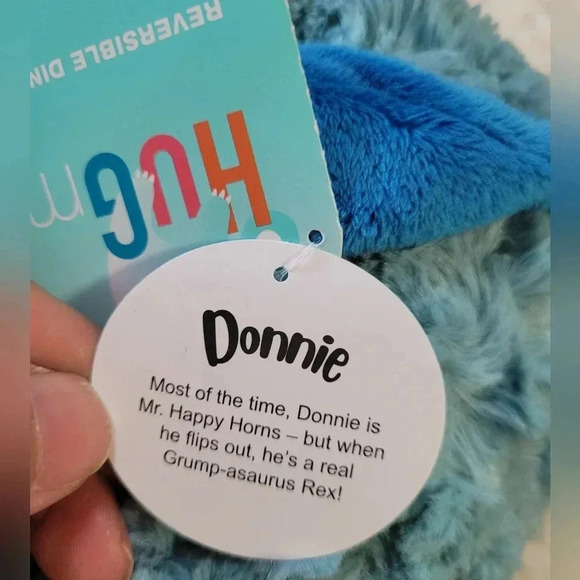 REVERSIBLE DIN
HUG m
Donnie
Most of the time, Donnie is
Mr. Happy Horns – but when
he flips out, he's a real
Grump-asaurus Rex!